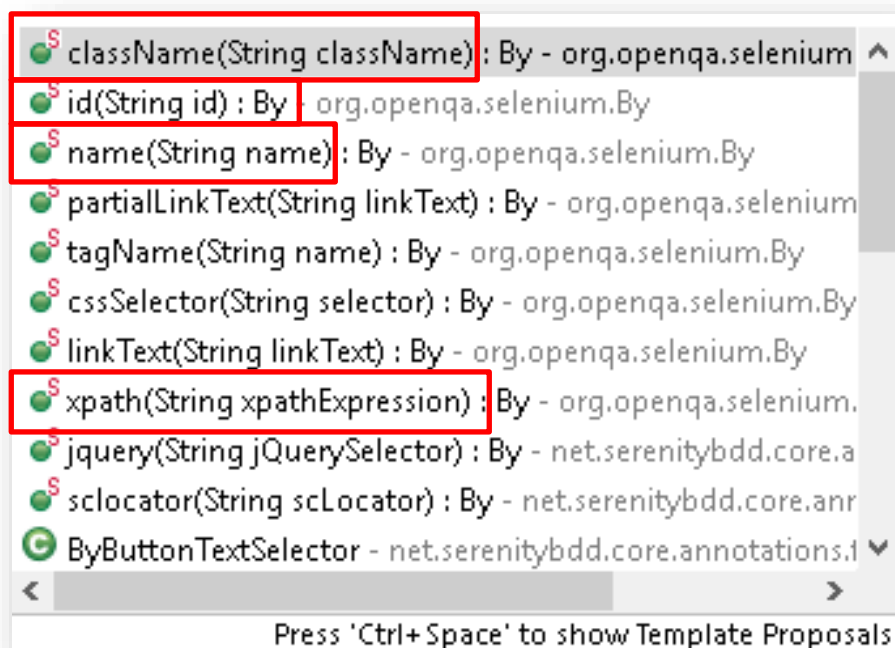 className(String className) : By - org.openqa.selenium
id(String id) : By - org.openqa.selenium.By
name(String name) : By - org.openqa.selenium.By
partialLinkText(String linkText) : By - org.openqa.selenium
tagName(String name) : By - org.openqa.selenium.By
cssSelector(String selector) : By - org.openqa.selenium.By
linkText(String linkText) : By - org.openqa.selenium.By
xpath(String xpathExpression) : By - org.openqa.selenium.
jquery(String jQuerySelector) : By - net.serenitybdd.core.a
sclocator(String scLocator) : By - net.serenitybdd.core.anr
ByButtonTextSelector - net.serenitybdd.core.annotations.
Press 'Ctrl+Space' to show Template Proposals